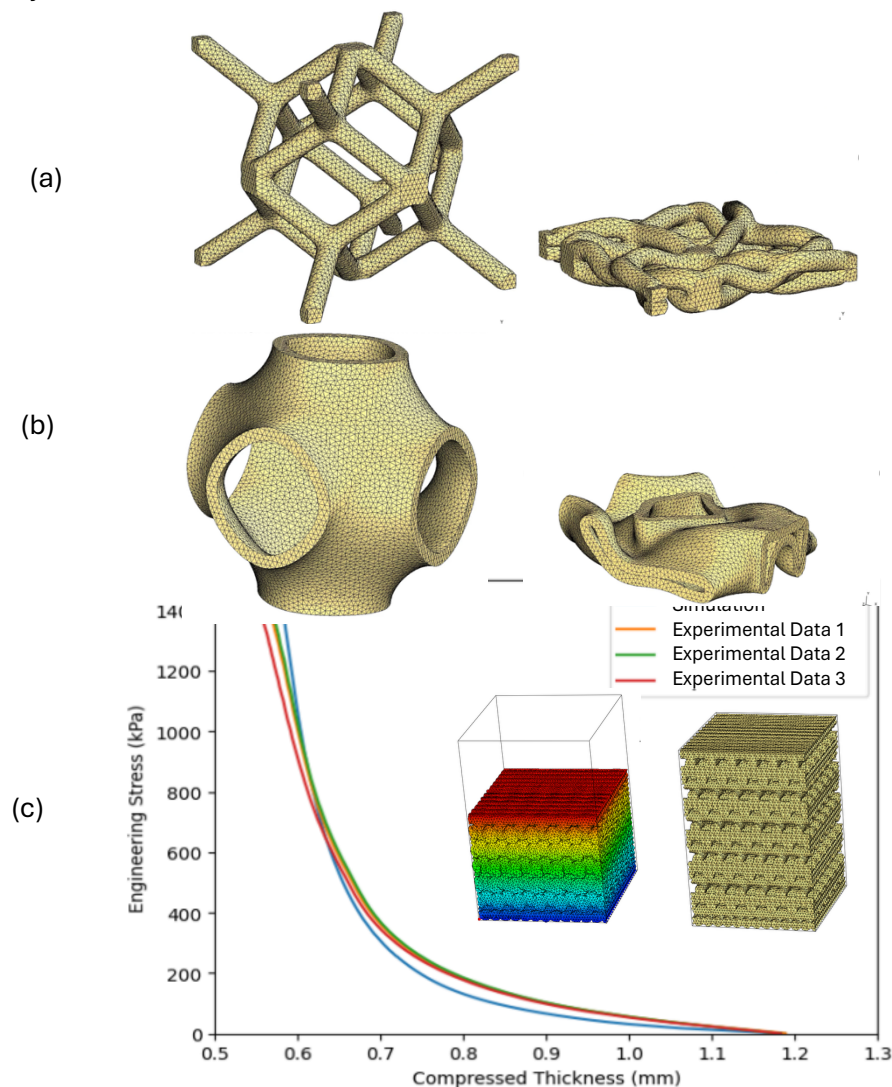 (a)
(b)
(c)
Simulation
Experimental Data 1
Experimental Data 2
Experimental Data 3
1200
1000
800
600
400
200
0
Engineering Stress (kPa)
0.5 0.6 0.7 0.8 0.9 1.0 1.1 1.2 1.3
Compressed Thickness (mm)